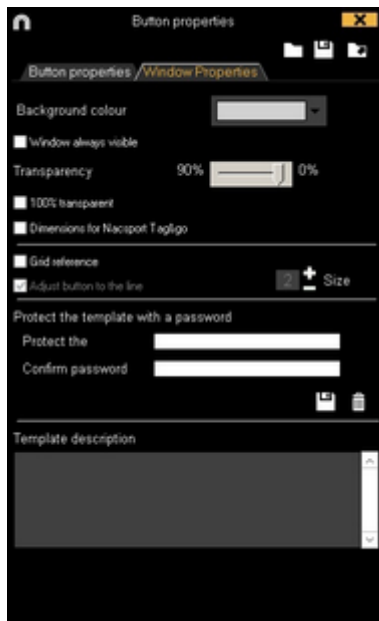 Button properties
Button properties Window Properties
Background colour
Window always visible
Transparency 90% 0%
100% transparent
Dimensions for Nacsport Tag&go
Grid reference
Adjust button to the line 2 Size
Protect the template with a password
Protect the
Confirm password
Template description